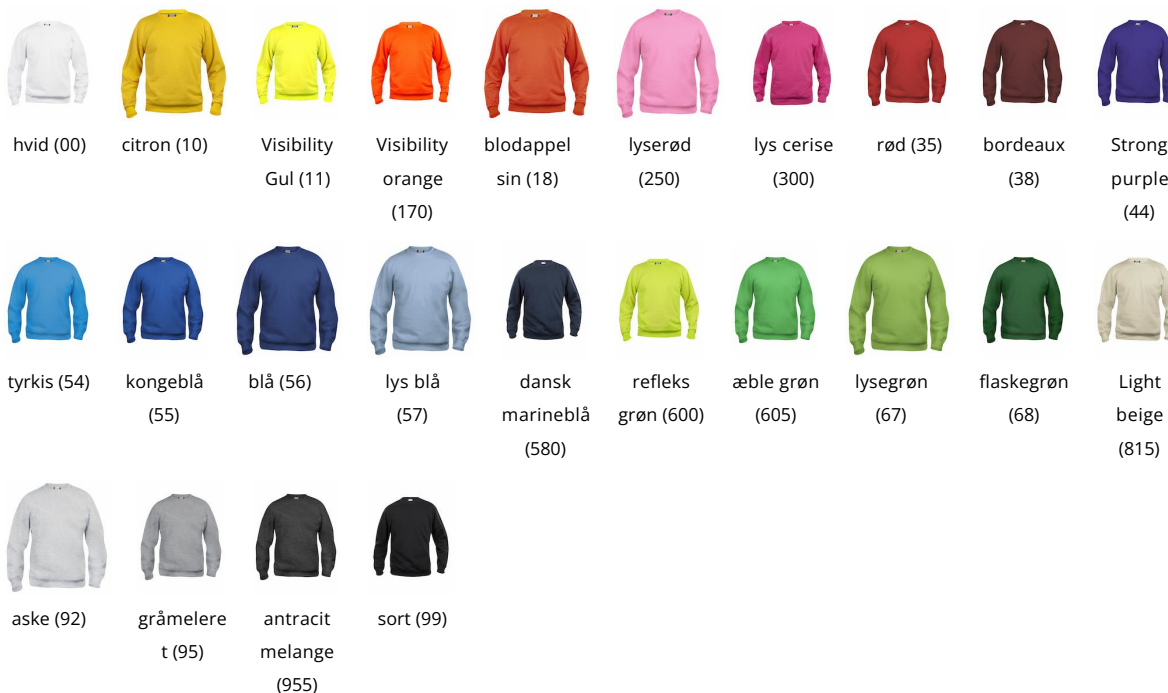 hvid (00)
citron (10)
Visibility
Gul (11)
Visibility
orange
(170)
blodappel
sin (18)
lyserød
(250)
lys cerise
(300)
rød (35)
bordeaux
(38)
Strong
purple
(44)
tyrkis (54)
kongeblå
(55)
blå (56)
lys blå
(57)
dansk
marineblå
(580)
refleks
grøn (600)
æble grøn
(605)
lysegrøn
(67)
flaskegrøn
(68)
Light
beige
(815)
aske (92)
gråmelere
t (95)
antracit
melange
(955)
sort (99)